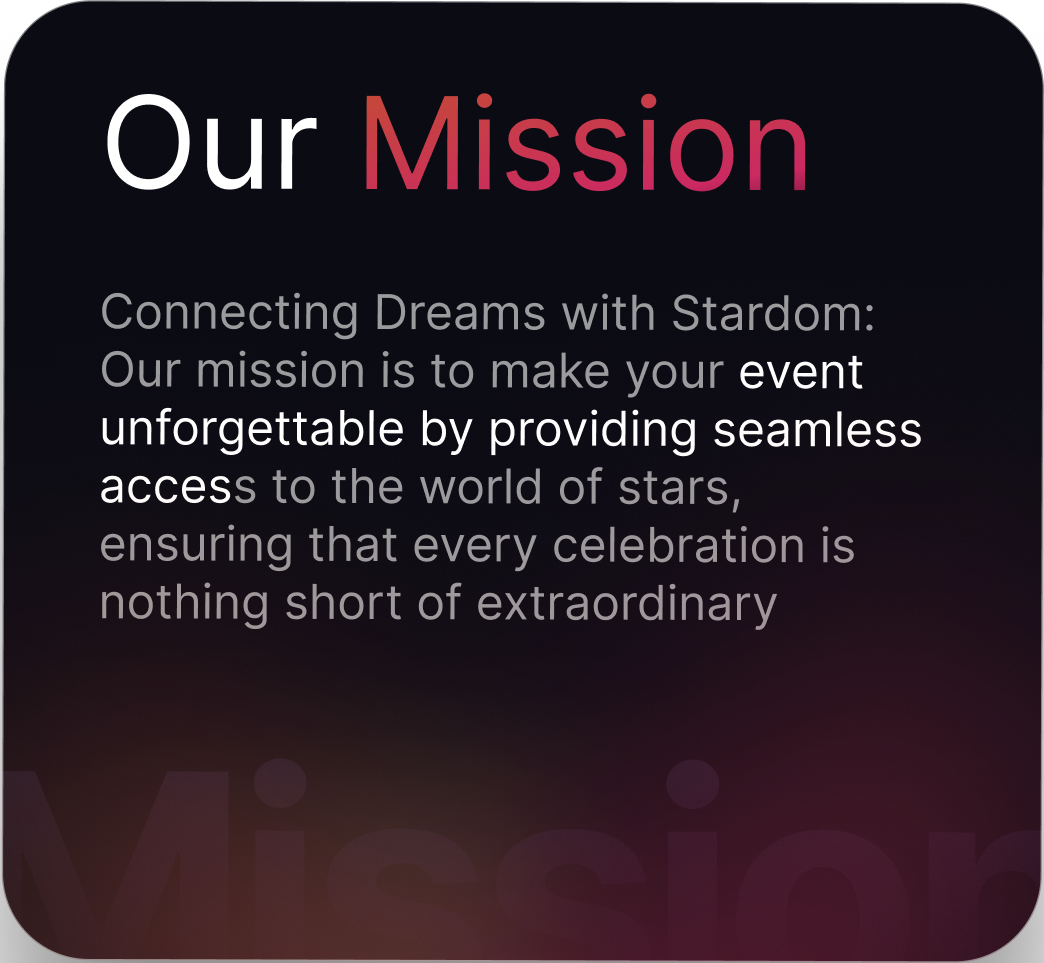 Our Mission
Connecting Dreams with Stardom:
Our mission is to make your event
unforgettable by providing seamless
access to the world of stars,
ensuring that every celebration is
nothing short of extraordinary
Mission